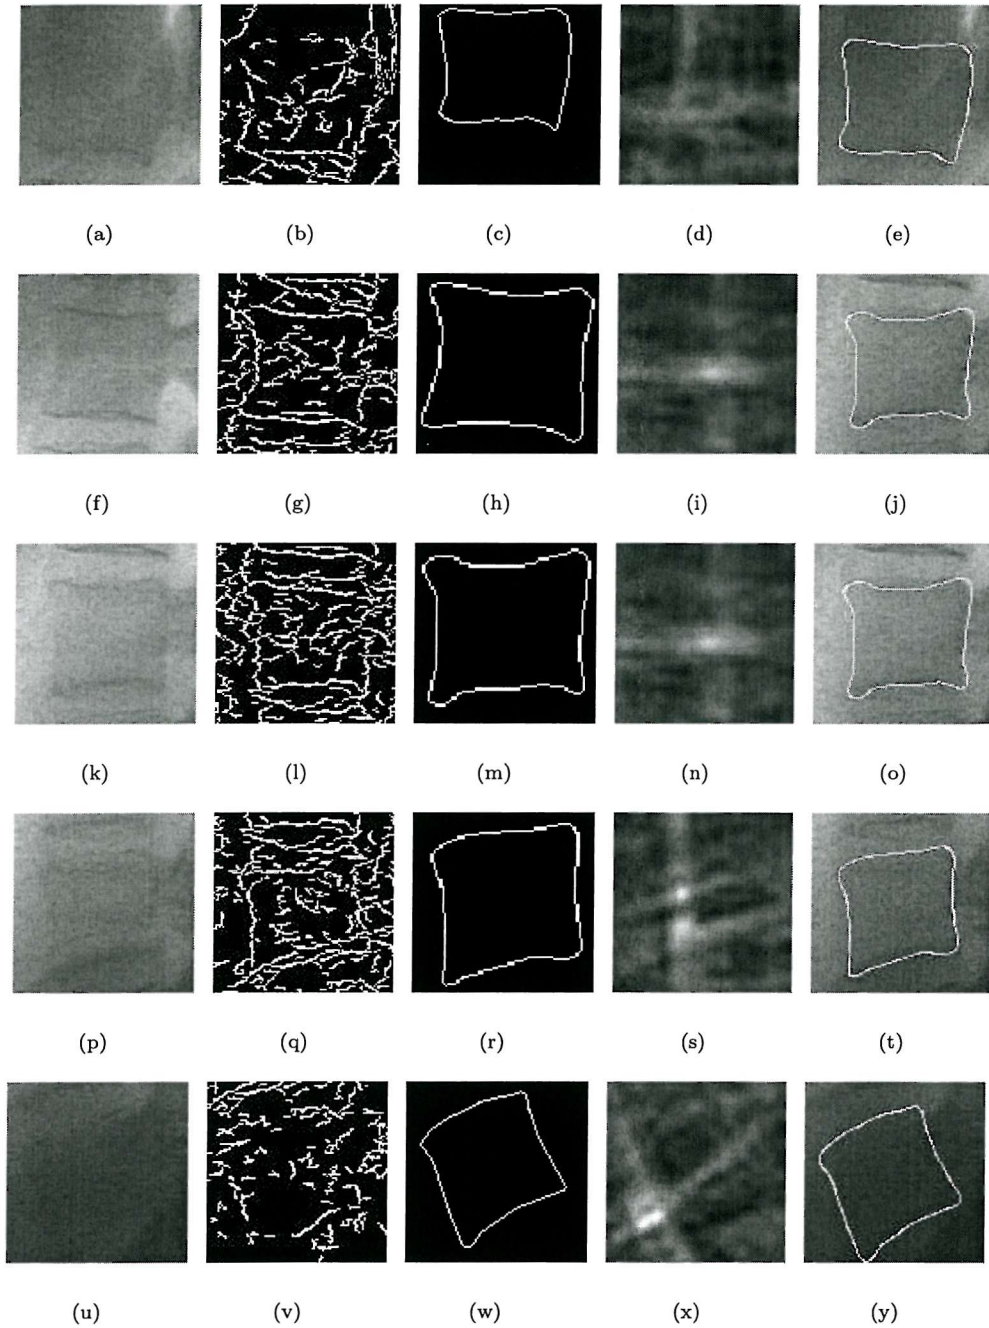 (a) (b) (c) (d) (e)
(f) (g) (h) (i) (j)
(k) (l) (m) (n) (o)
(p) (q) (r) (s) (t)
(u) (v) (w) (x) (y)